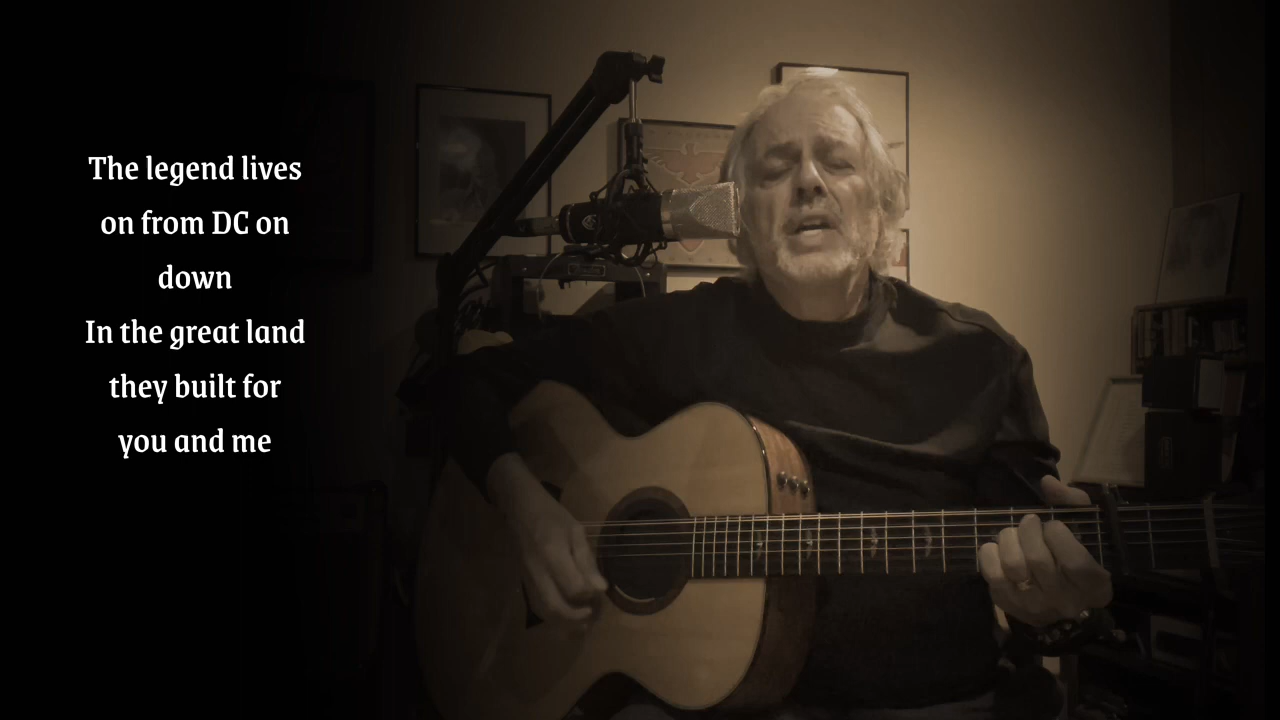 The legend lives
on from DC on
down
In the great land
they built for
you and me